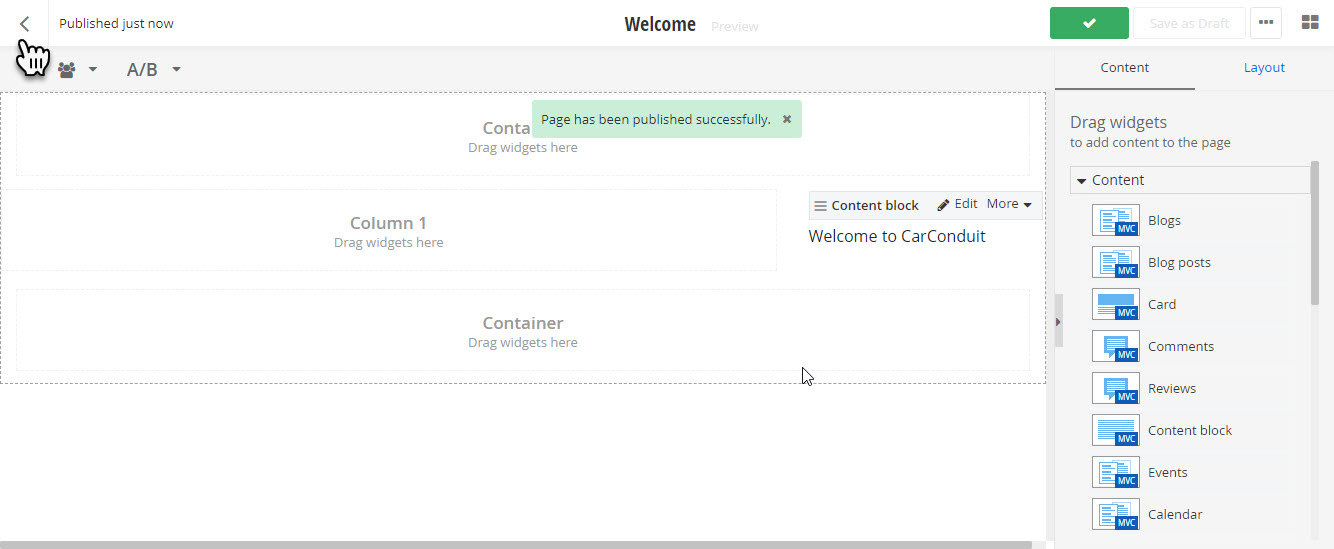 Published just now
Welcome
Preview
Save as Draft
A/B
Content
Layout
Page has been published successfully.
Conta
Drag widgets here
Column 1
Drag widgets here
Content block
Edit
More
Welcome to CarConduit
Container
Drag widgets here
Drag widgets
to add content to the page
Content
MVC
Blogs
MVC
Blog posts
MVC
Card
MVC
Comments
MVC
Reviews
MVC
Content block
MVC
Events
MVC
Calendar